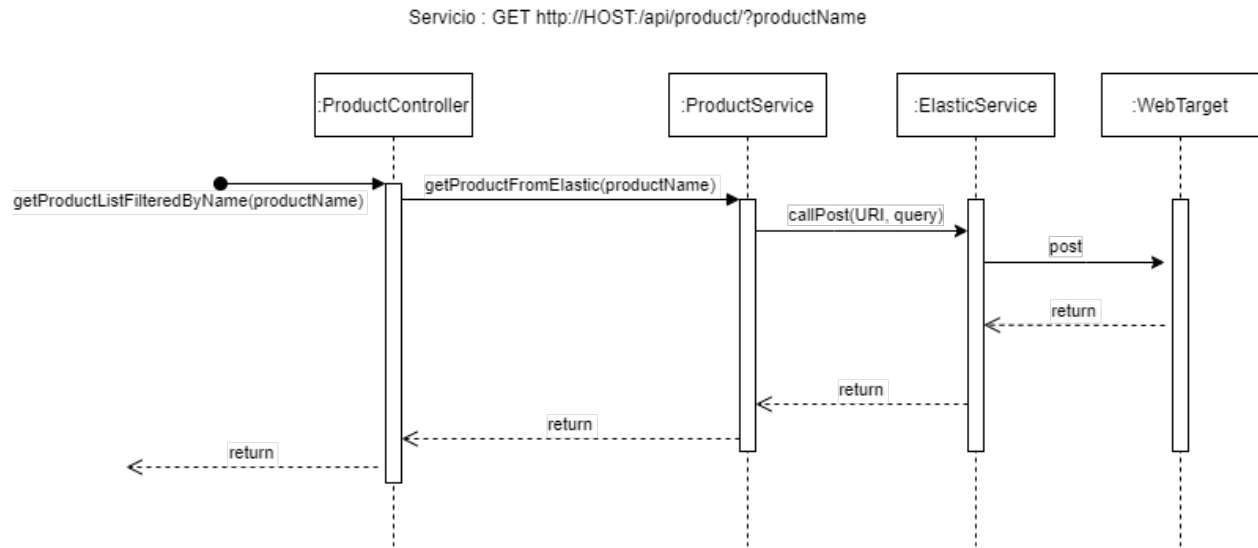 Servicio : GET http://HOST:/api/product/?productName
:ProductController
:ProductService
:ElasticService
:WebTarget
getProductListFilteredByName(productName)
getProductFromElastic(productName)
callPost(URI, query)
post
return
return
return
return